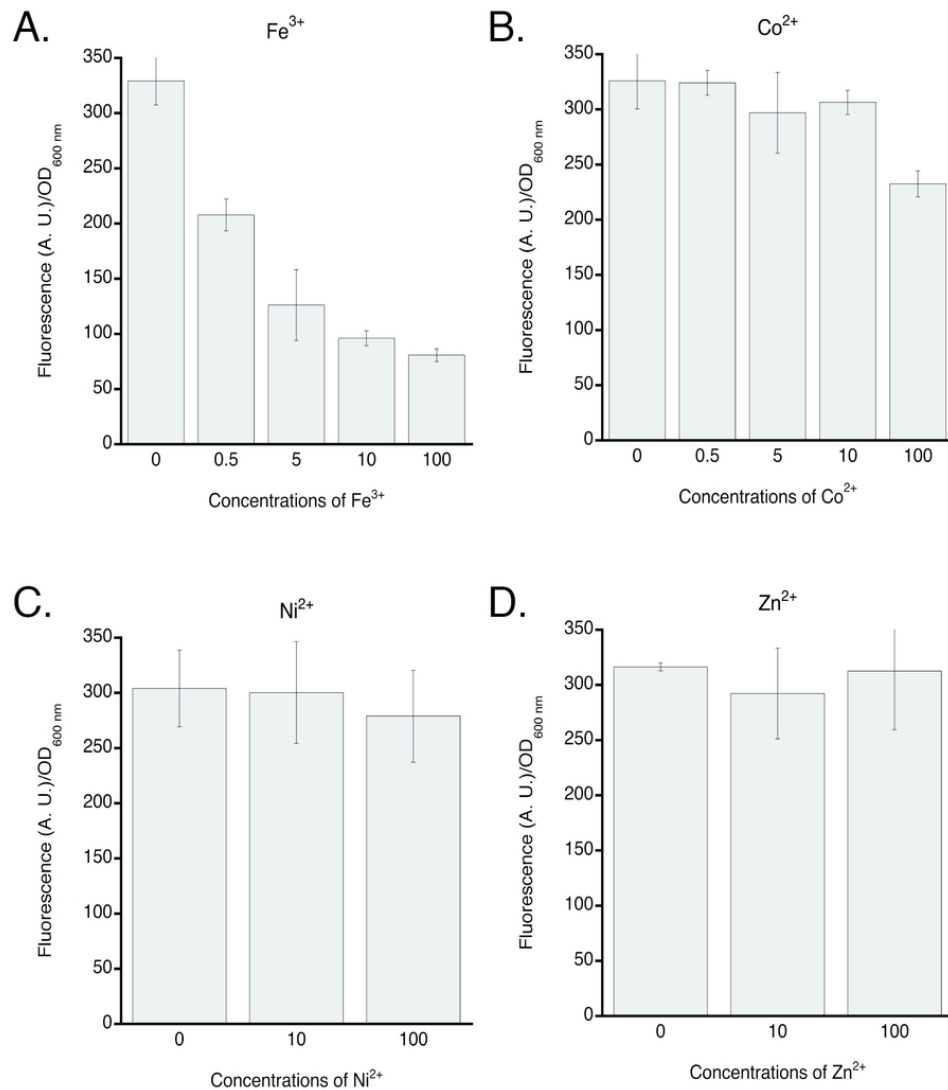 A.
Fe³⁺
350
300
250
200
150
100
50
0
Fluorescence (A. U.)/OD₆₀₀ ₙₘ
0 0.5 5 10 100
Concentrations of Fe³⁺
B.
Co²⁺
350
300
250
200
150
100
50
0
Fluorescence (A. U.)/OD₆₀₀ ₙₘ
0 0.5 5 10 100
Concentrations of Co²⁺
C.
Ni²⁺
350
300
250
200
150
100
50
0
Fluorescence (A. U.)/OD₆₀₀ ₙₘ
0 10 100
Concentrations of Ni²⁺
D.
Zn²⁺
350
300
250
200
150
100
50
0
Fluorescence (A. U.)/OD₆₀₀ ₙₘ
0 10 100
Concentrations of Zn²⁺